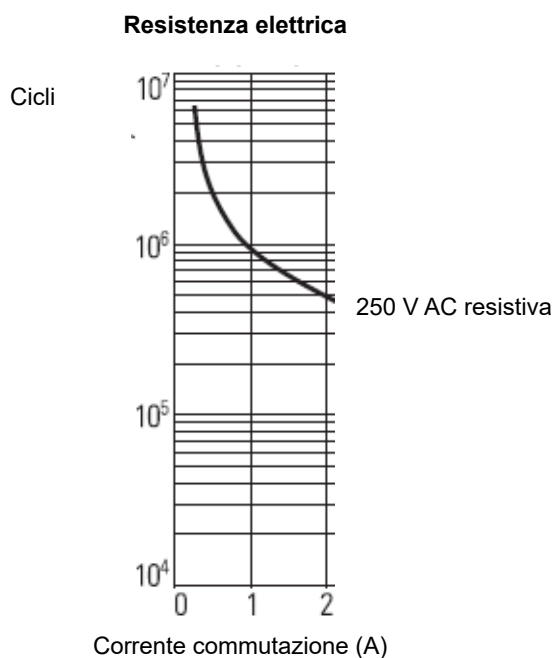 Resistenza elettrica
Cicli
10⁷
10⁶
250 V AC resistiva
10⁵
10⁴
0 1 2
Corrente commutazione (A)